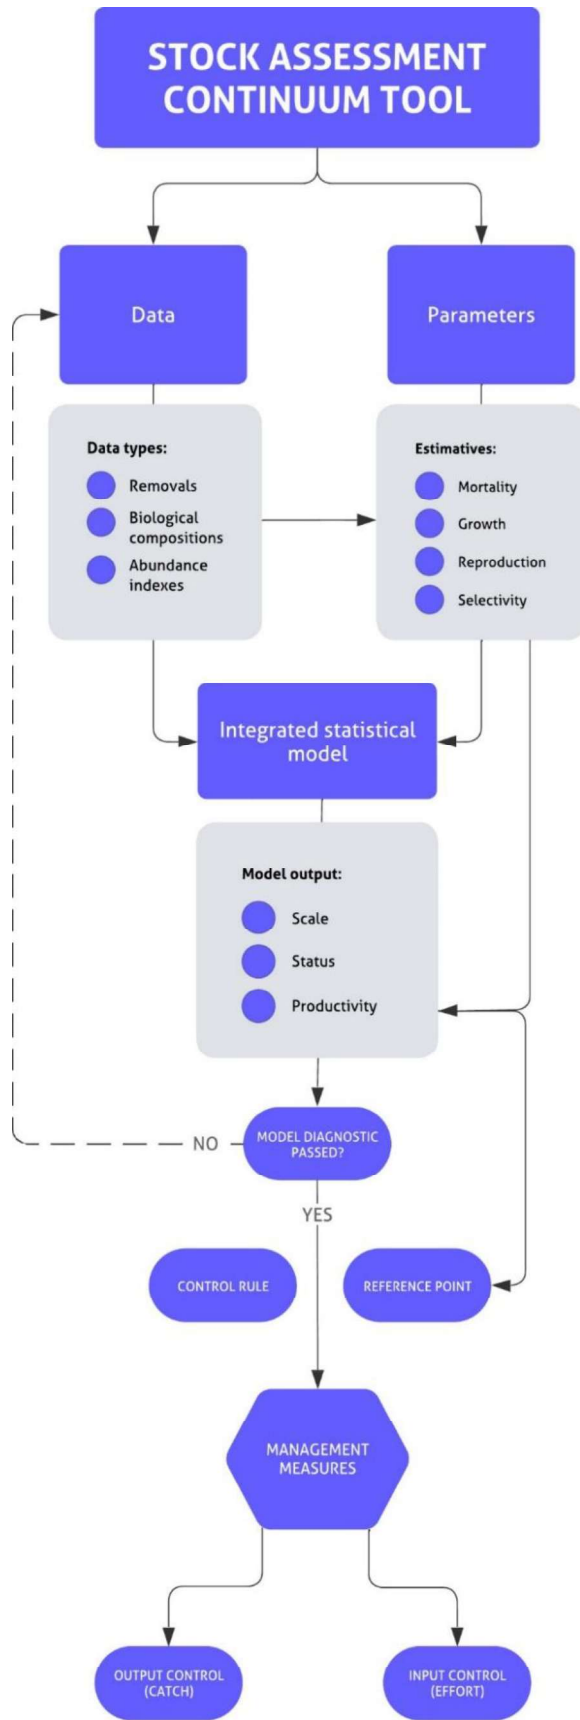 STOCK ASSESSMENT
CONTINUUM TOOL
Data
Parameters
Data types:
Removals
Biological
compositions
Abundance
indexes
Estimatives:
Mortality
Growth
Reproduction
Selectivity
Integrated statistical
model
Model output:
Scale
Status
Productivity
MODEL DIAGNOSTIC
PASSED?
NO
YES
CONTROL RULE
REFERENCE POINT
MANAGEMENT
MEASURES
OUTPUT CONTROL
(CATCH)
INPUT CONTROL
(EFFORT)